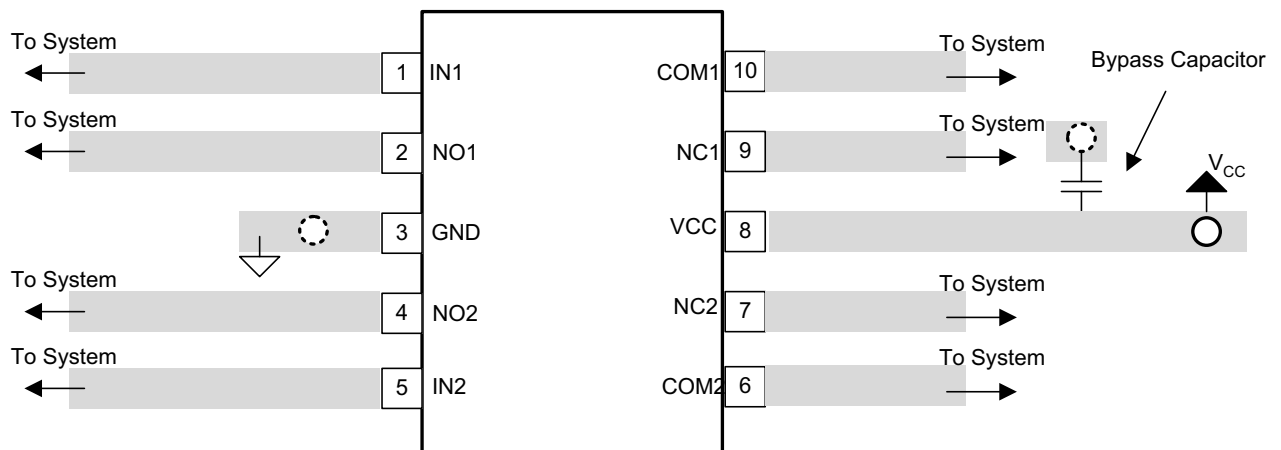 To System
1 IN1
To System
2 NO1
3 GND
To System
4 NO2
To System
5 IN2
COM1 10
To System
NC1 9
To System
Bypass Capacitor
VCC 8
VCC
NC2 7
To System
COM2 6
To System